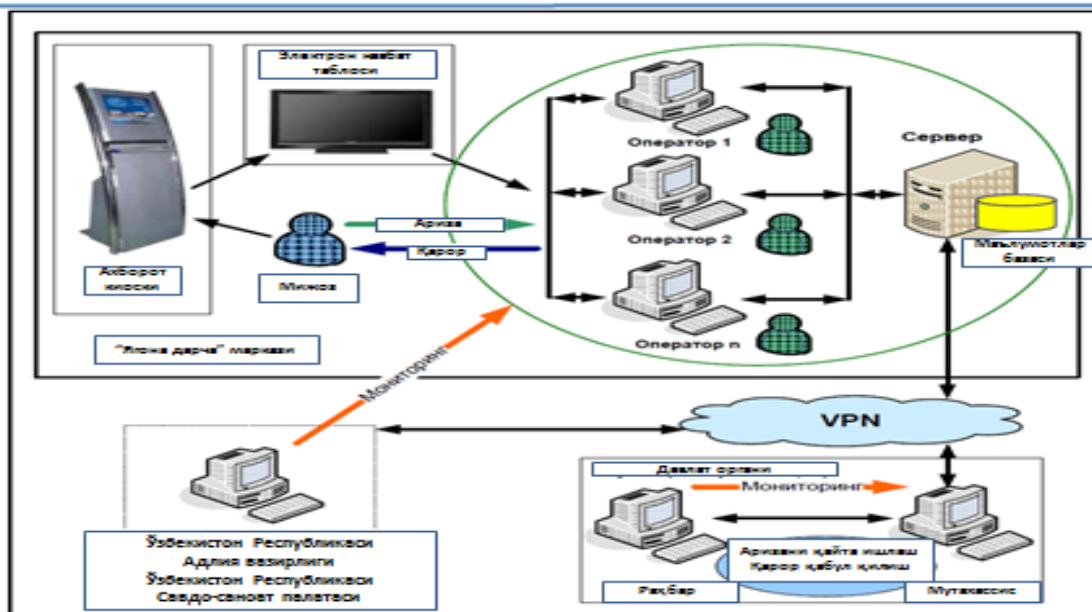 Электрон навбат
таблоси
Оператор 1
Сервер
Ариза
Қарор
Оператор 2
Маълумотлар
базаси
Ахборот
киоски
Мижоз
Оператор n
"Ягона дарча" маркази
Мониторинг
VPN
Давлат органи
Мониторинг
Ўзбекистон Республикаси
Адлия вазирлиги
Ўзбекистон Республикаси
Савдо-саноат палатаси
Аризани қайта ишлаш
Қарор қабул қилиш
Раҳбар
Мутахассис